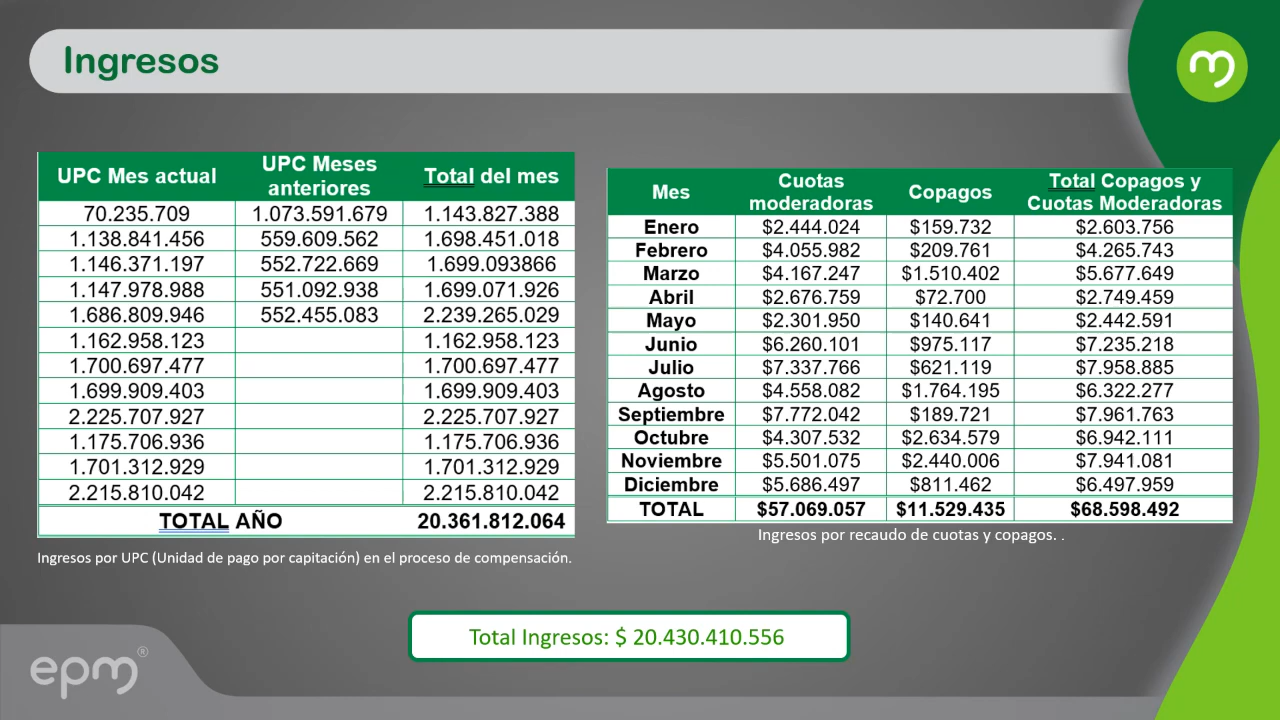 Ingresos
UPC Mes actual UPC Meses anteriores Total del mes
70.235.709 1.073.591.679 1.143.827.388
1.138.841.456 559.609.562 1.698.451.018
1.146.371.197 552.722.669 1.699.093866
1.147.978.988 551.092.938 1.699.071.926
1.686.809.946 552.455.083 2.239.265.029
1.162.958.123 1.162.958.123
1.700.697.477 1.700.697.477
1.699.909.403 1.699.909.403
2.225.707.927 2.225.707.927
1.175.706.936 1.175.706.936
1.701.312.929 1.701.312.929
2.215.810.042 2.215.810.042
TOTAL AÑO 20.361.812.064
Ingresos por UPC (Unidad de pago por capitación) en el proceso de compensación.
Mes Cuotas moderadoras Copagos Total Copagos y Cuotas Moderadoras
Enero $2.444.024 $159.732 $2.603.756
Febrero $4.055.982 $209.761 $4.265.743
Marzo $4.167.247 $1.510.402 $5.677.649
Abril $2.676.759 $72.700 $2.749.459
Mayo $2.301.950 $140.641 $2.442.591
Junio $6.260.101 $975.117 $7.235.218
Julio $7.337.766 $621.119 $7.958.885
Agosto $4.558.082 $1.764.195 $6.322.277
Septiembre $7.772.042 $189.721 $7.961.763
Octubre $4.307.532 $2.634.579 $6.942.111
Noviembre $5.501.075 $2.440.006 $7.941.081
Diciembre $5.686.497 $811.462 $6.497.959
TOTAL $57.069.057 $11.529.435 $68.598.492
Ingresos por recaudo de cuotas y copagos. .
Total Ingresos: $ 20.430.410.556
epm®